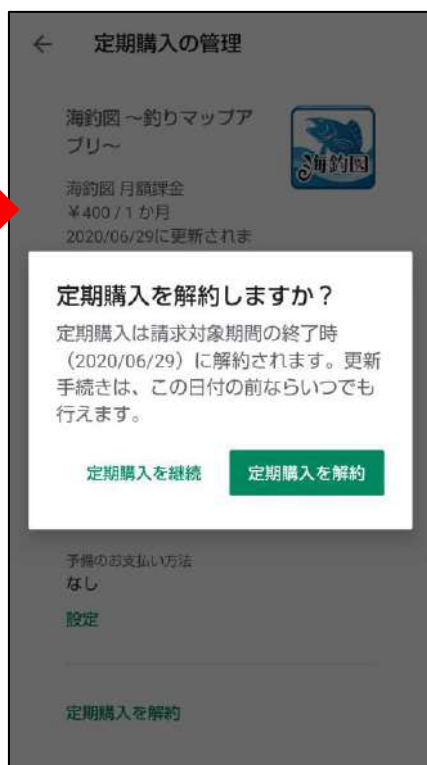 ← 定期購入の管理
海釣図 ~釣りマップア
プリ~
海釣図
海釣図 月額課金
¥400 / 1 か月
2020/06/29に更新されま
定期購入を解約しますか?
定期購入は請求対象期間の終了時
(2020/06/29)に解約されます。更新
手続きは、この日付の前ならいつでも
行えます。
定期購入を継続
定期購入を解約
予備のお支払い方法
なし
設定
定期購入を解約